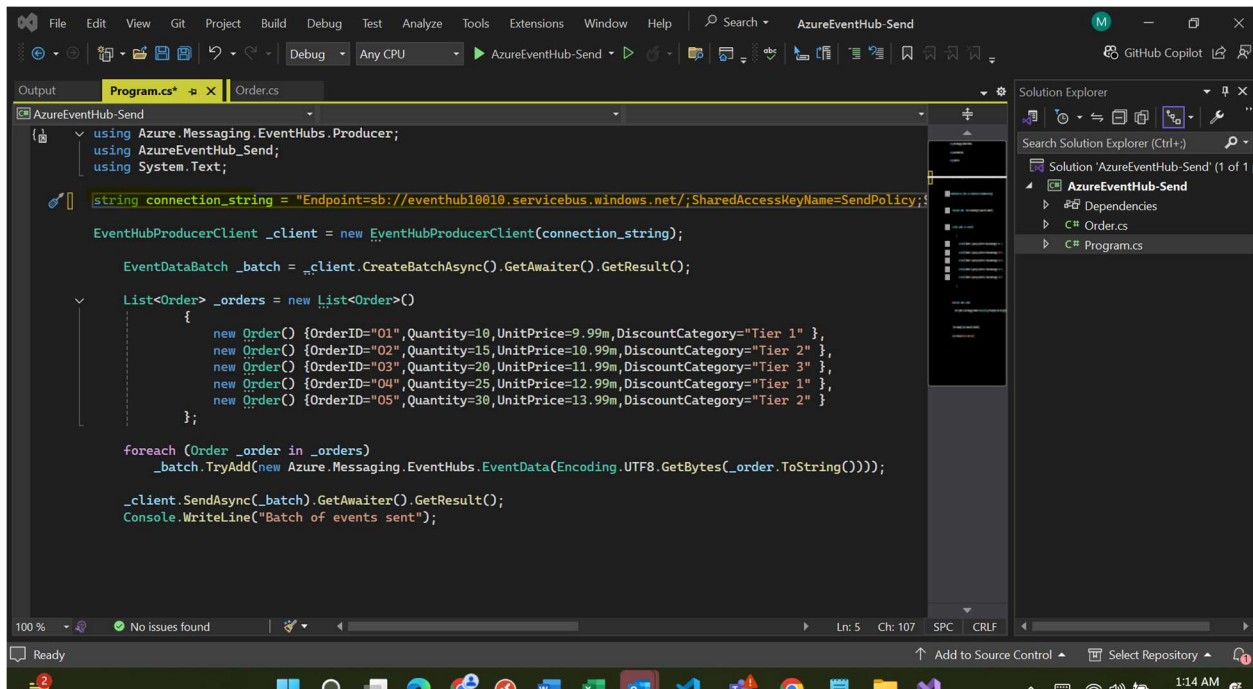 File Edit View Git Project Build Debug Test Analyze Tools Extensions Window Help Search AzureEventHub-Send M
Debug Any CPU AzureEventHub-Send abc GitHub Copilot
Output Program.cs* Order.cs
AzureEventHub-Send
using Azure.Messaging.EventHubs.Producer;
using AzureEventHub_Send;
using System.Text;
string connection_string = "Endpoint=sb://eventhub10010.servicebus.windows.net/;SharedAccessKeyName=SendPolicy;
EventHubProducerClient _client = new EventHubProducerClient(connection_string);
EventDataBatch _batch = _client.CreateBatchAsync().GetAwaiter().GetResult();
List<Order> _orders = new List<Order>()
{
new Order() {OrderID="O1",Quantity=10,UnitPrice=9.99m,DiscountCategory="Tier 1" },
new Order() {OrderID="O2",Quantity=15,UnitPrice=10.99m,DiscountCategory="Tier 2" },
new Order() {OrderID="O3",Quantity=20,UnitPrice=11.99m,DiscountCategory="Tier 3" },
new Order() {OrderID="O4",Quantity=25,UnitPrice=12.99m,DiscountCategory="Tier 1" },
new Order() {OrderID="O5",Quantity=30,UnitPrice=13.99m,DiscountCategory="Tier 2" }
};
foreach (Order _order in _orders)
_batch.TryAdd(new Azure.Messaging.EventHubs.EventData(Encoding.UTF8.GetBytes(_order.ToString())));
_client.SendAsync(_batch).GetAwaiter().GetResult();
Console.WriteLine("Batch of events sent");
100 % No issues found Ln: 5 Ch: 107 SPC CRLF
Solution Explorer
Search Solution Explorer (Ctrl+;)
Solution 'AzureEventHub-Send' (1 of 1
AzureEventHub-Send
Dependencies
C# Order.cs
C# Program.cs
Ready Add to Source Control Select Repository 1
2 1:14 AM